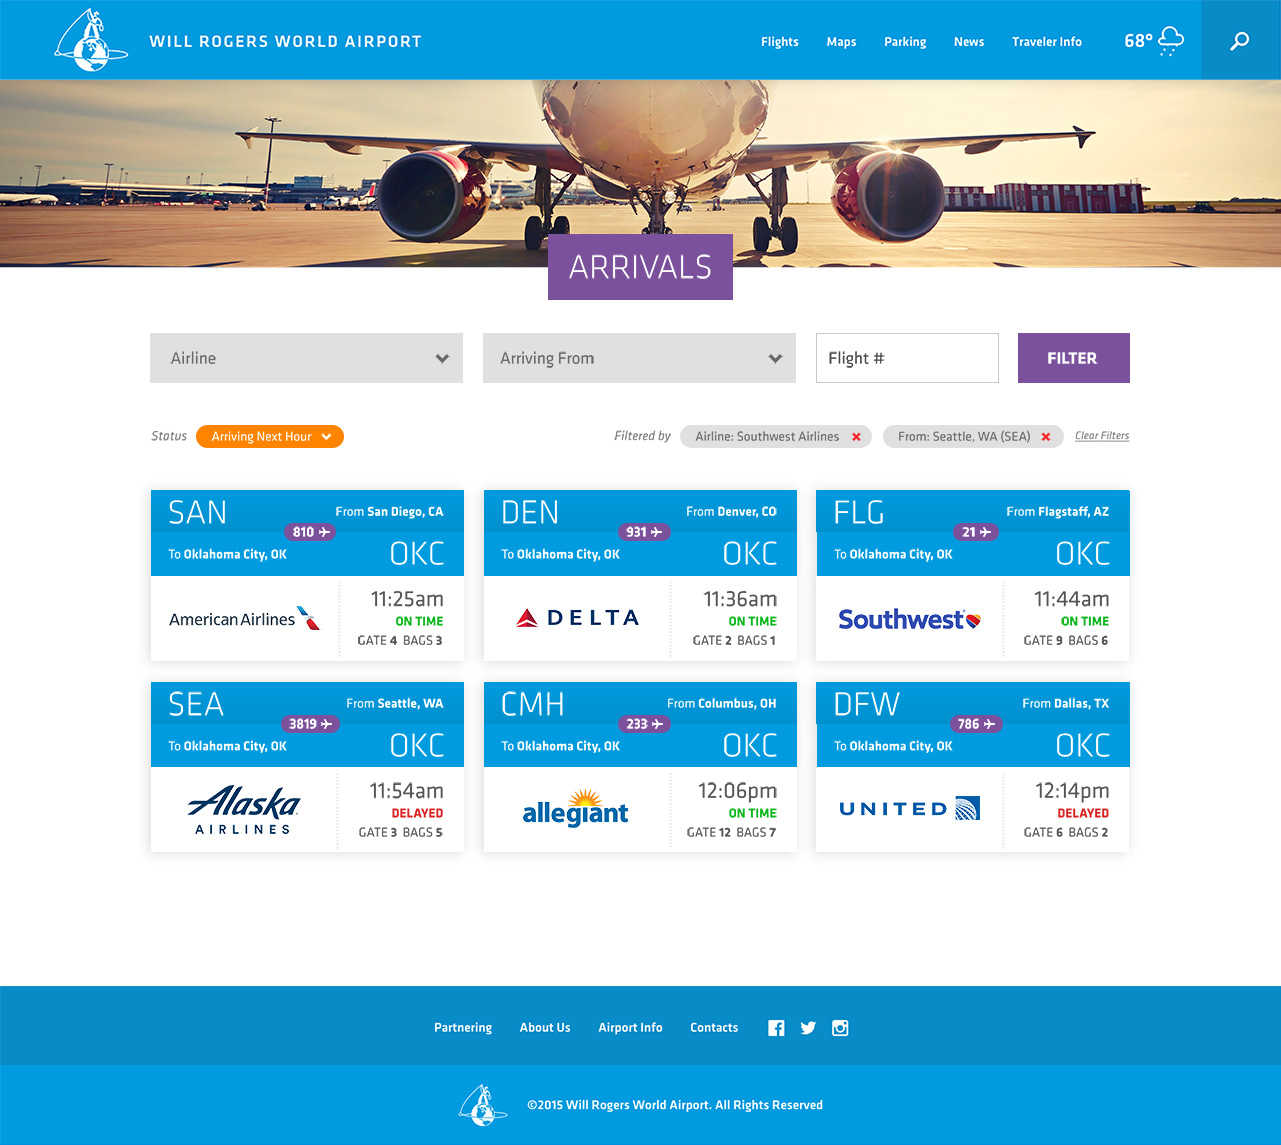 WILL ROGERS WORLD AIRPORT
Flights Maps Parking News Traveler Info 68°
ARRIVALS
Airline Arriving From Flight # FILTER
Status Arriving Next Hour Filtered by Airline: Southwest Airlines From: Seattle, WA (SEA) Clear Filters
SAN From San Diego, CA
810
To Oklahoma City, OK OKC
American Airlines
11:25am
ON TIME
GATE 4 BAGS 3
DEN From Denver, CO
931
To Oklahoma City, OK OKC
DELTA
11:36am
ON TIME
GATE 2 BAGS 1
FLG From Flagstaff, AZ
21
To Oklahoma City, OK OKC
Southwest
11:44am
ON TIME
GATE 9 BAGS 6
SEA From Seattle, WA
3819
To Oklahoma City, OK OKC
Alaska
AIRLINES
11:54am
DELAYED
GATE 3 BAGS 5
CMH From Columbus, OH
233
To Oklahoma City, OK OKC
allegiant
12:06pm
ON TIME
GATE 12 BAGS 7
DFW From Dallas, TX
786
To Oklahoma City, OK OKC
UNITED
12:14pm
DELAYED
GATE 6 BAGS 2
Partnering About Us Airport Info Contacts
©2015 Will Rogers World Airport. All Rights Reserved